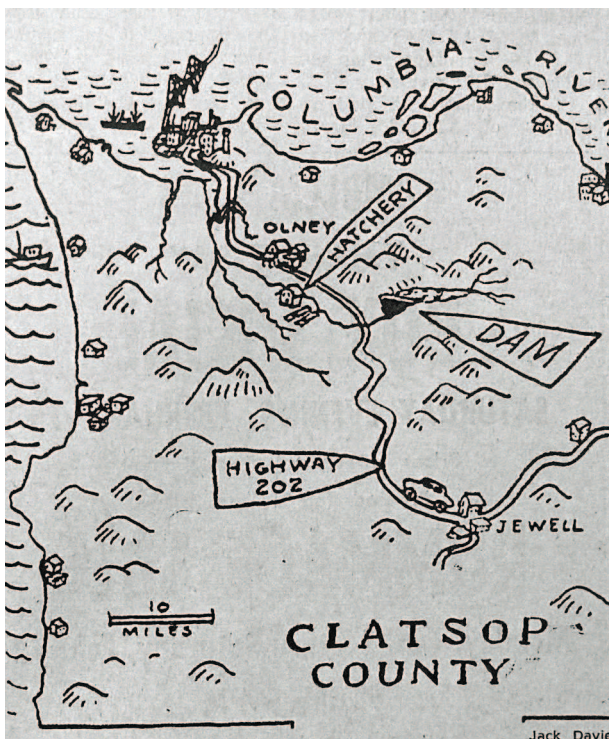 COLUMBIA RIVER
OLNEY
HATCHERY
DAM
HIGHWAY
202
JEWELL
10
MILES
CLATSOP
COUNTY
Jack Davie